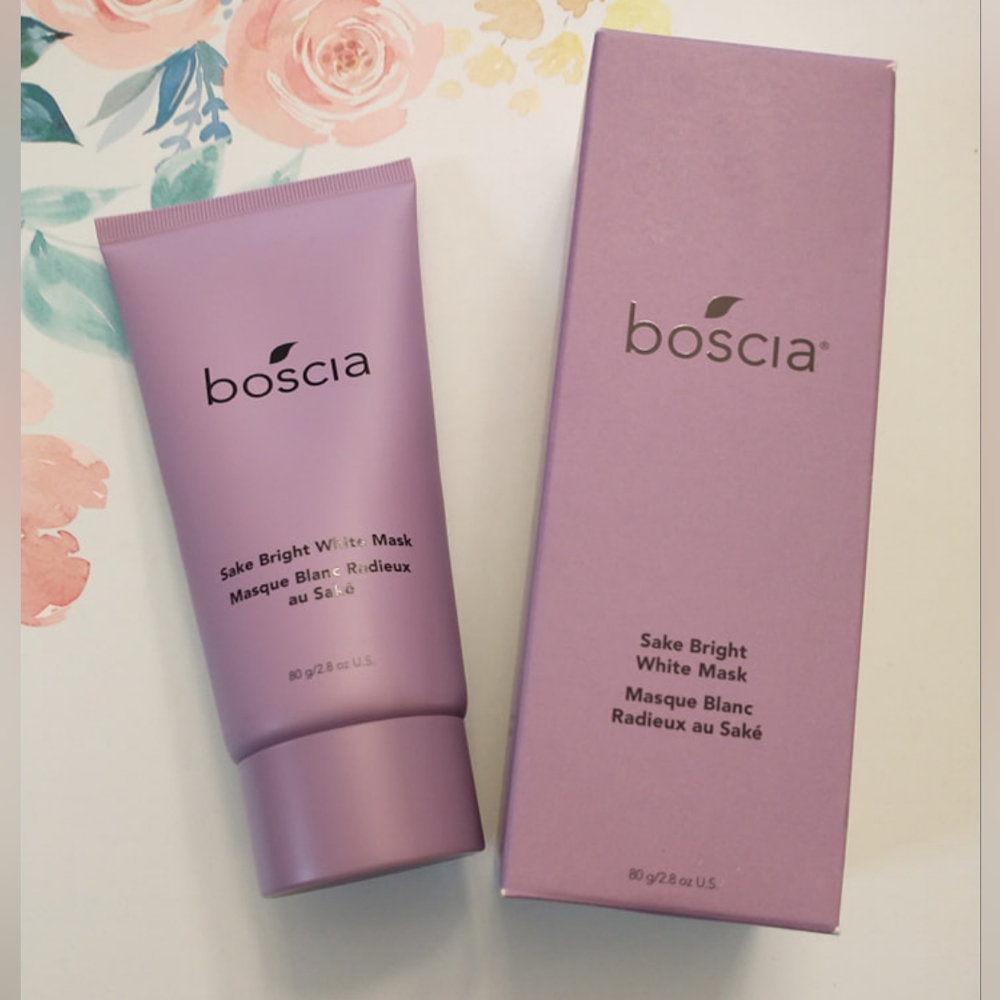 boscia
Sake Bright White Mask
Masque Blanc Radieux
au Saké
80 g/2.8 oz U.S.
boscia®
Sake Bright
White Mask
Masque Blanc
Radieux au Saké
80 g/2.8 oz U.S.